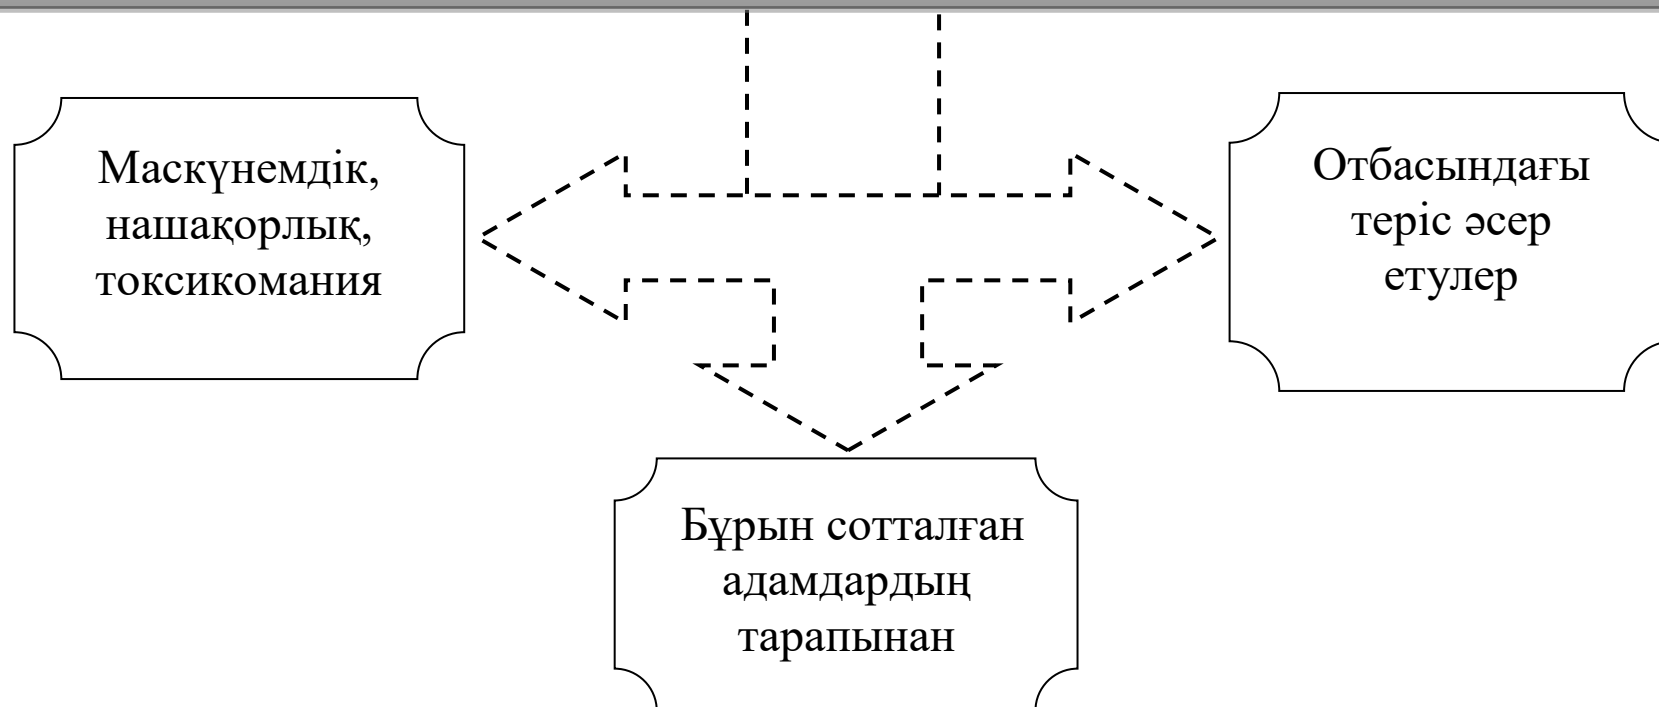 Маскүнемдік,
нашақорлық,
токсикомания
Отбасындағы
теріс әсер
етулер
Бұрын сотталған
адамдардың
тарапынан